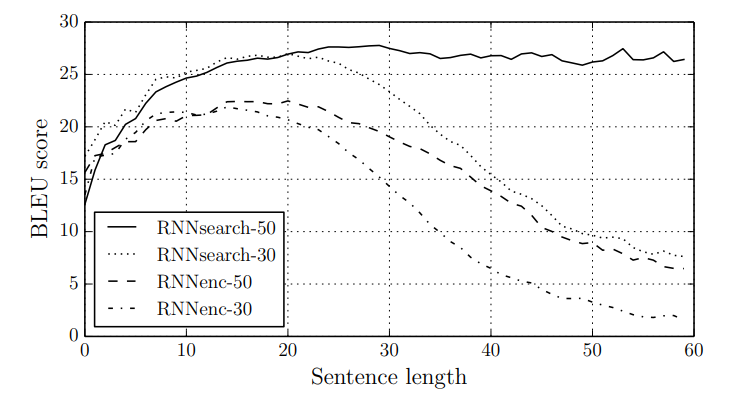 30
25
20
15
10
5
0
BLEU score
RNNsearch-50
RNNsearch-30
RNNenc-50
RNNenc-30
0 10 20 30 40 50 60
Sentence length